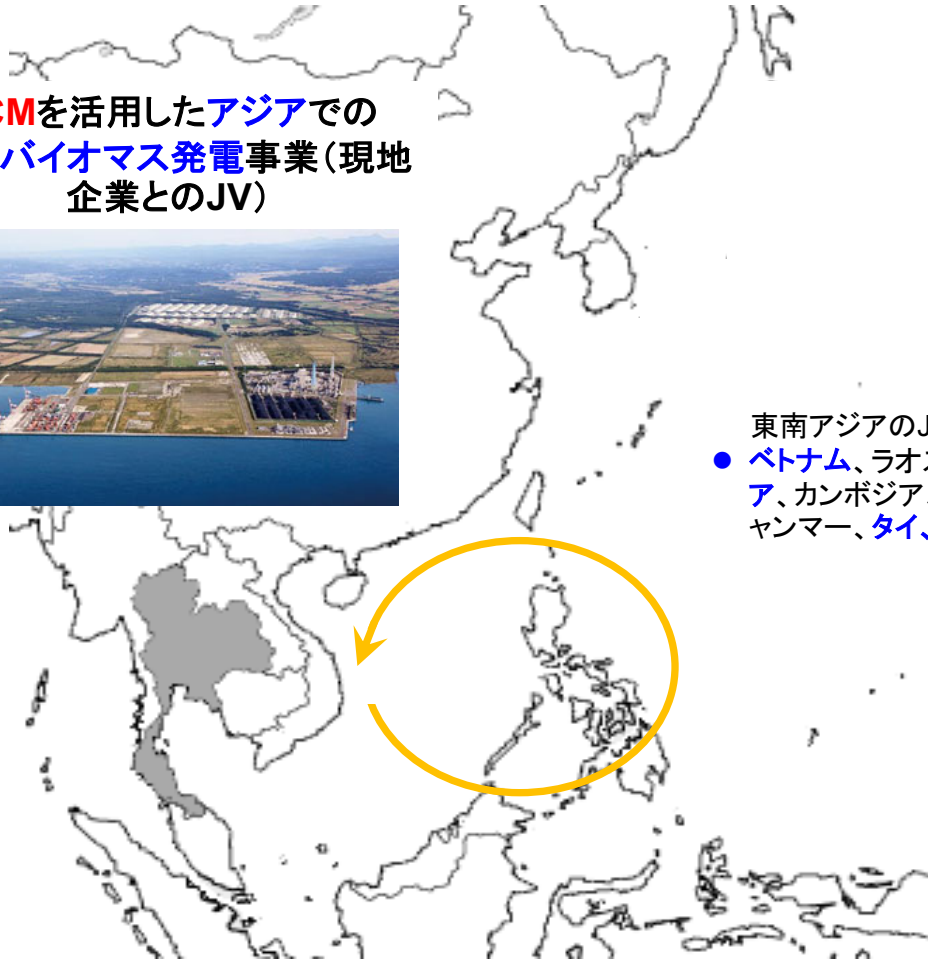 CMを活用したアジアでの
バイオマス発電事業（現地
企業とのJV）
東南アジアのJ
● ベトナム、ラオス
ア、カンボジア、
ャンマー、タイ、